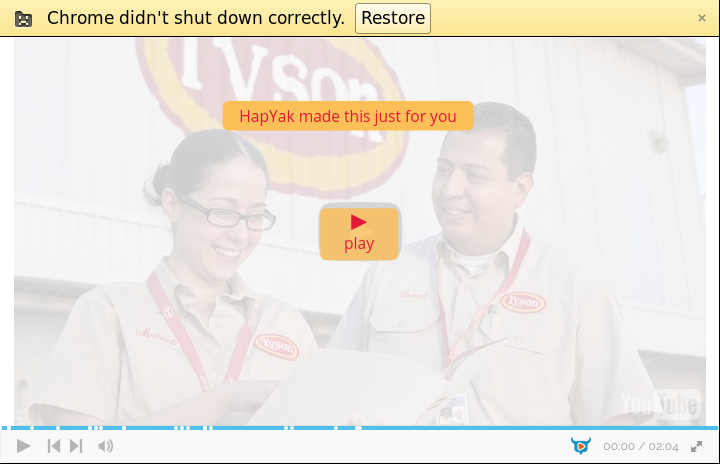 Chrome didn't shut down correctly. Restore
Tyson
HapYak made this just for you
play
Tyson
Tyson
YouTube
00:00 / 02:04